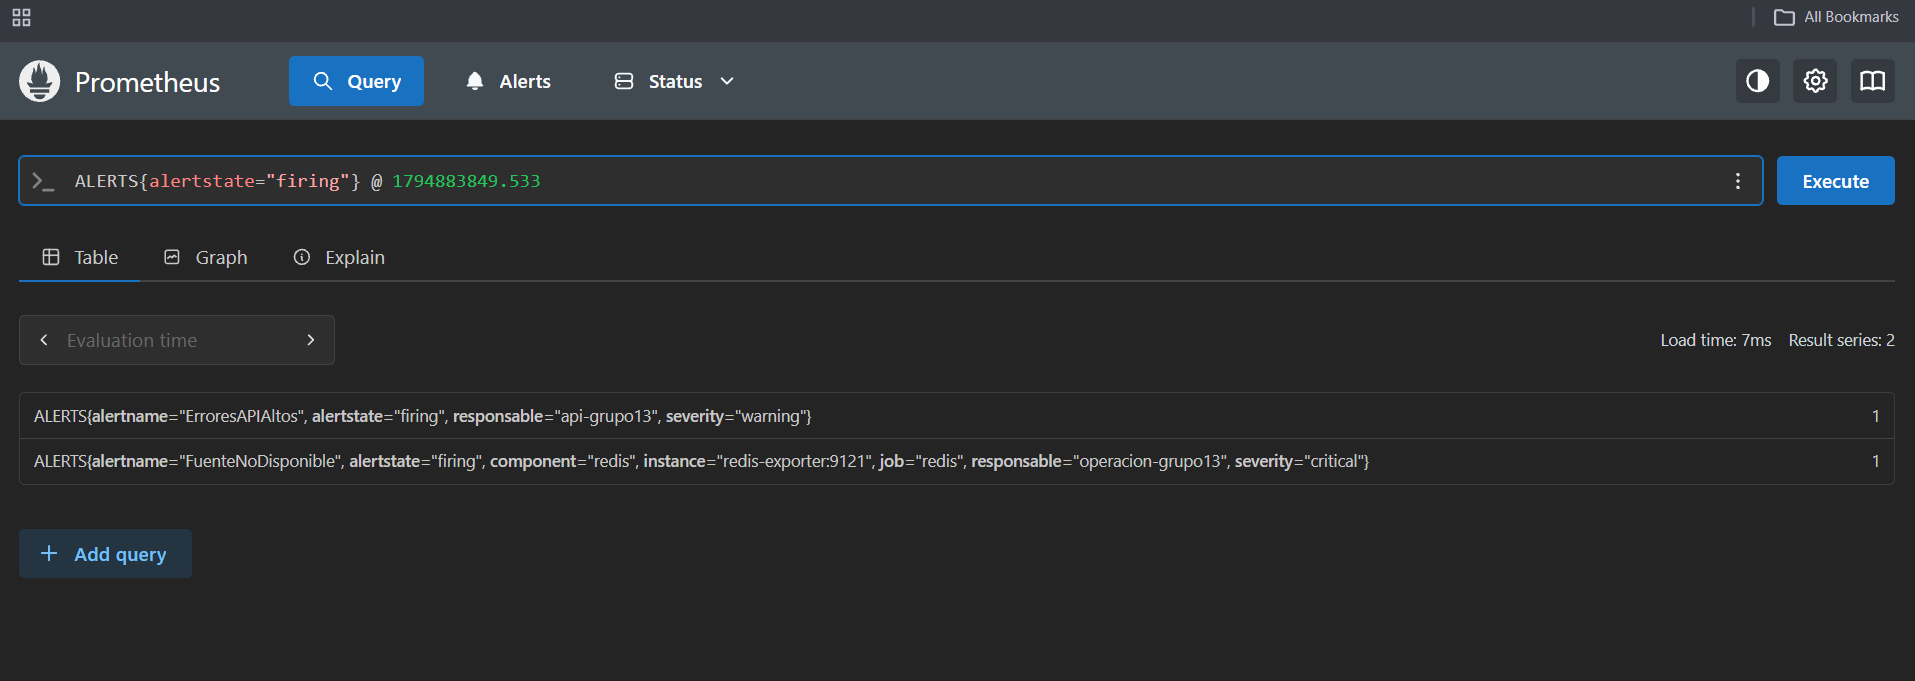 All Bookmarks
Prometheus Query Alerts Status
>_ ALERTS{alertstate="firing"} @ 1794883849.533 Execute
Table Graph Explain
Evaluation time Load time: 7ms Result series: 2
ALERTS{alertname="ErroresAPIAltos", alertstate="firing", responsable="api-grupo13", severity="warning"} 1
ALERTS{alertname="FuenteNoDisponible", alertstate="firing", component="redis", instance="redis-exporter:9121", job="redis", responsable="operacion-grupo13", severity="critical"} 1
Add query